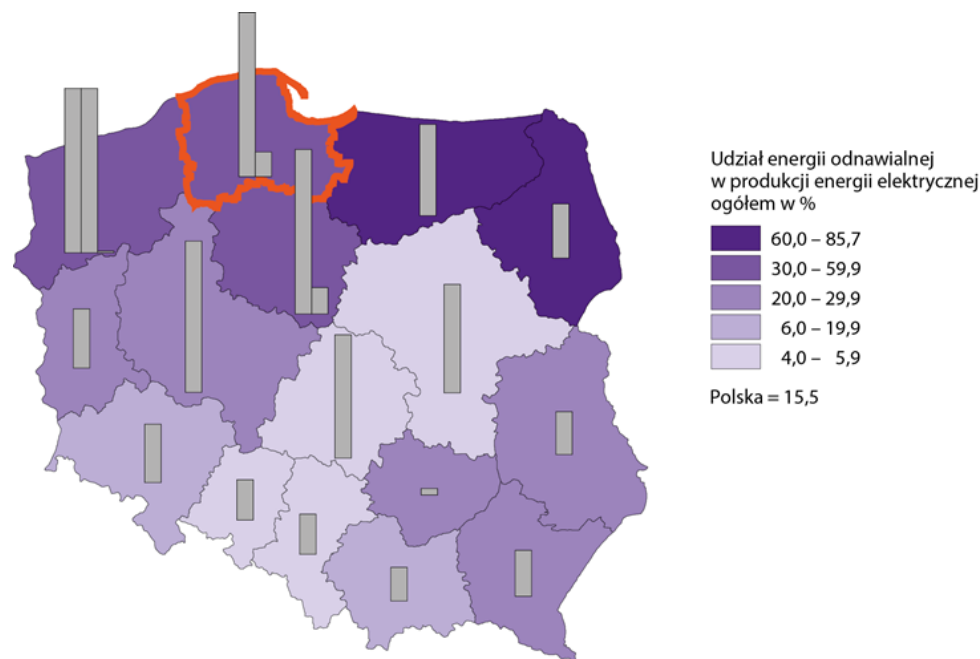 Udział energii odnawialnej
w produkcji energii elektrycznej
ogółem w %
60,0 – 85,7
30,0 – 59,9
20,0 – 29,9
6,0 – 19,9
4,0 – 5,9
Polska = 15,5